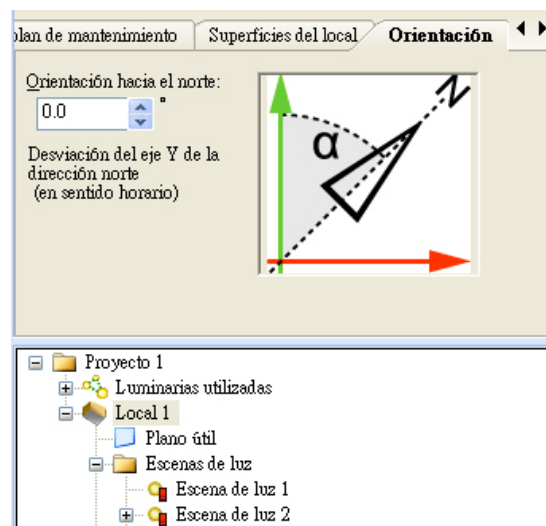 plan de mantenimiento
Superficies del local
Orientación
Orientación hacia el norte:
0.0
°
Desviación del eje Y de la
dirección norte
(en sentido horario)
α
N
Proyecto 1
Luminarias utilizadas
Local 1
Plano útil
Escenas de luz
Escena de luz 1
Escena de luz 2